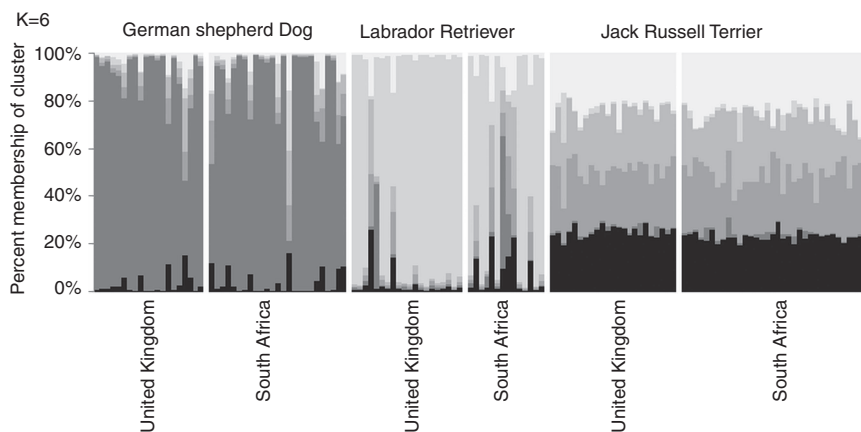 K=6
German shepherd Dog
Labrador Retriever
Jack Russell Terrier
Percent membership of cluster
100%
80%
60%
40%
20%
0%
United Kingdom
South Africa
United Kingdom
South Africa
United Kingdom
South Africa